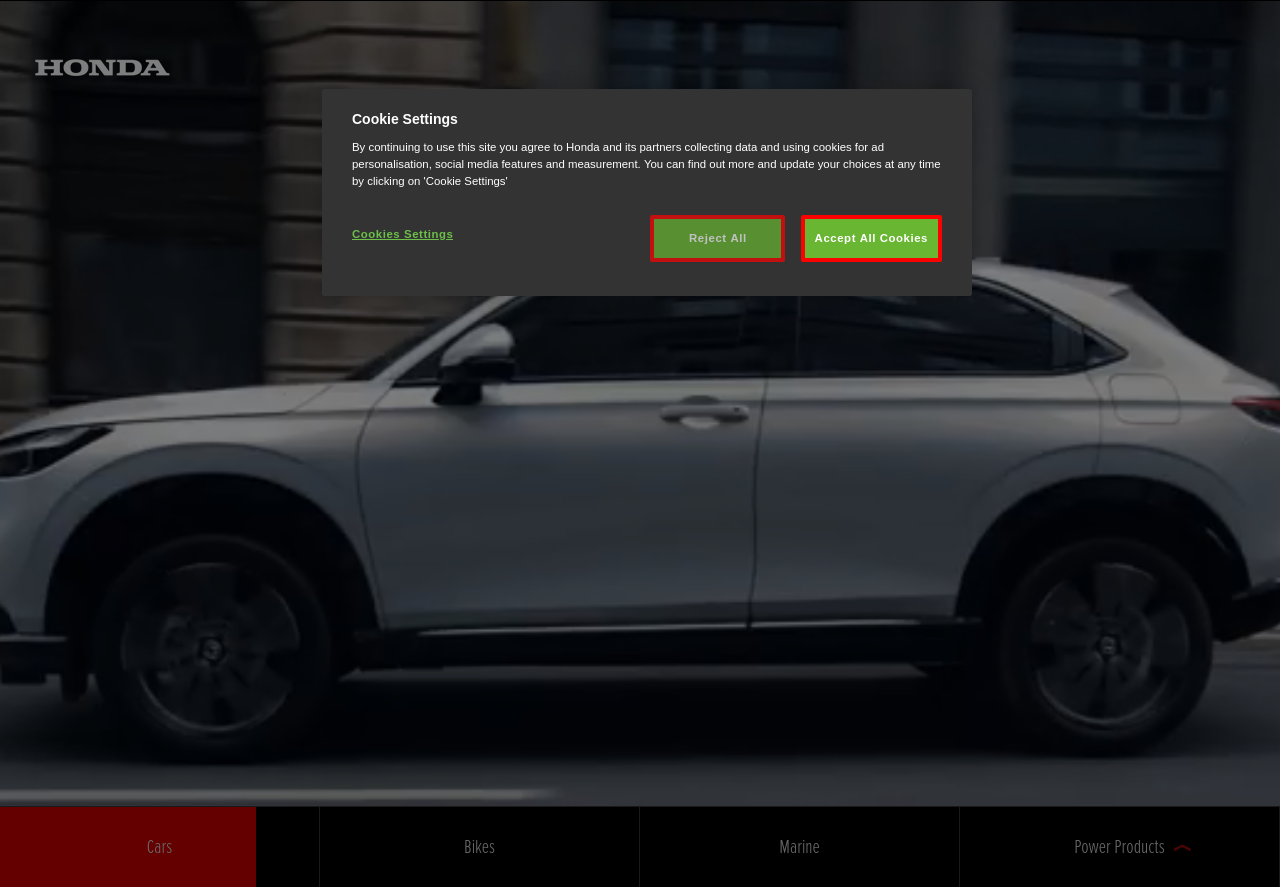 HONDA
Cookie Settings
By continuing to use this site you agree to Honda and its partners collecting data and using cookies for ad
personalisation, social media features and measurement. You can find out more and update your choices at any time
by clicking on 'Cookie Settings'
Cookies Settings
Reject All
Accept All Cookies
Cars
Bikes
Marine
Power Products